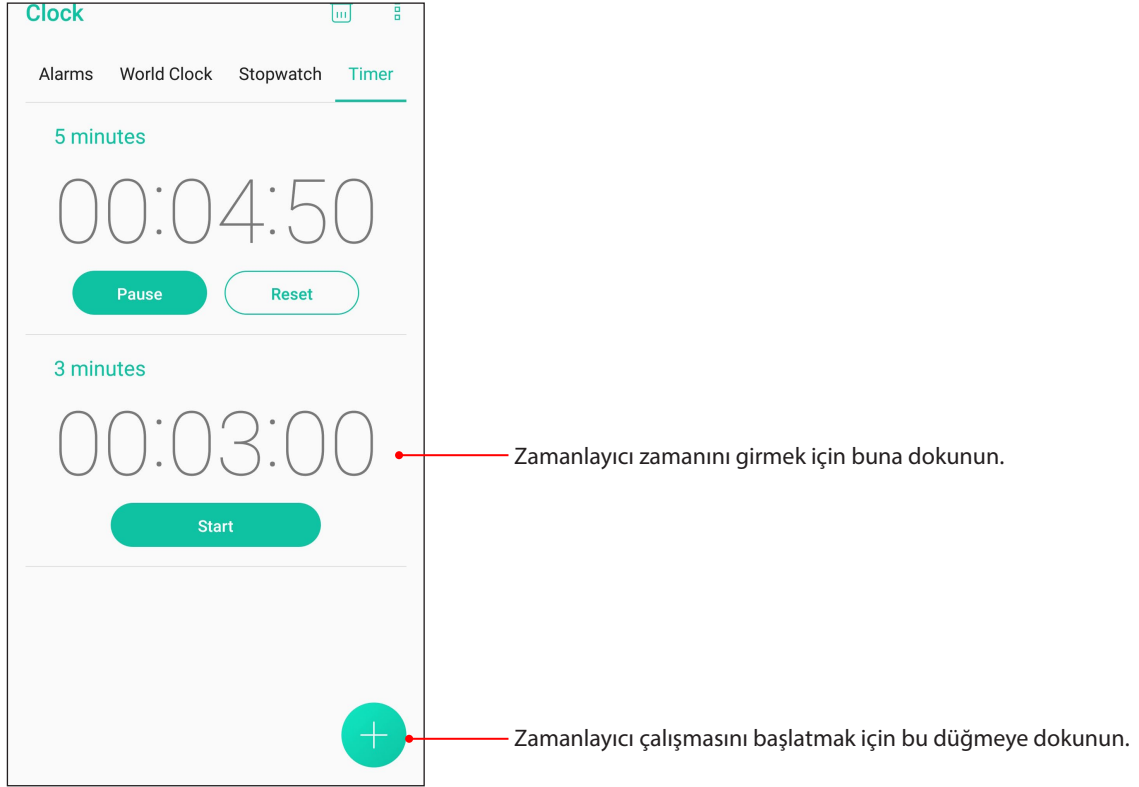 Clock
Alarms World Clock Stopwatch Timer
5 minutes
00:04:50
Pause Reset
3 minutes
00:03:00
Zamanlayıcı zamanını girmek için buna dokunun.
Start
Zamanlayıcı çalışmasını başlatmak için bu düğmeye dokunun.